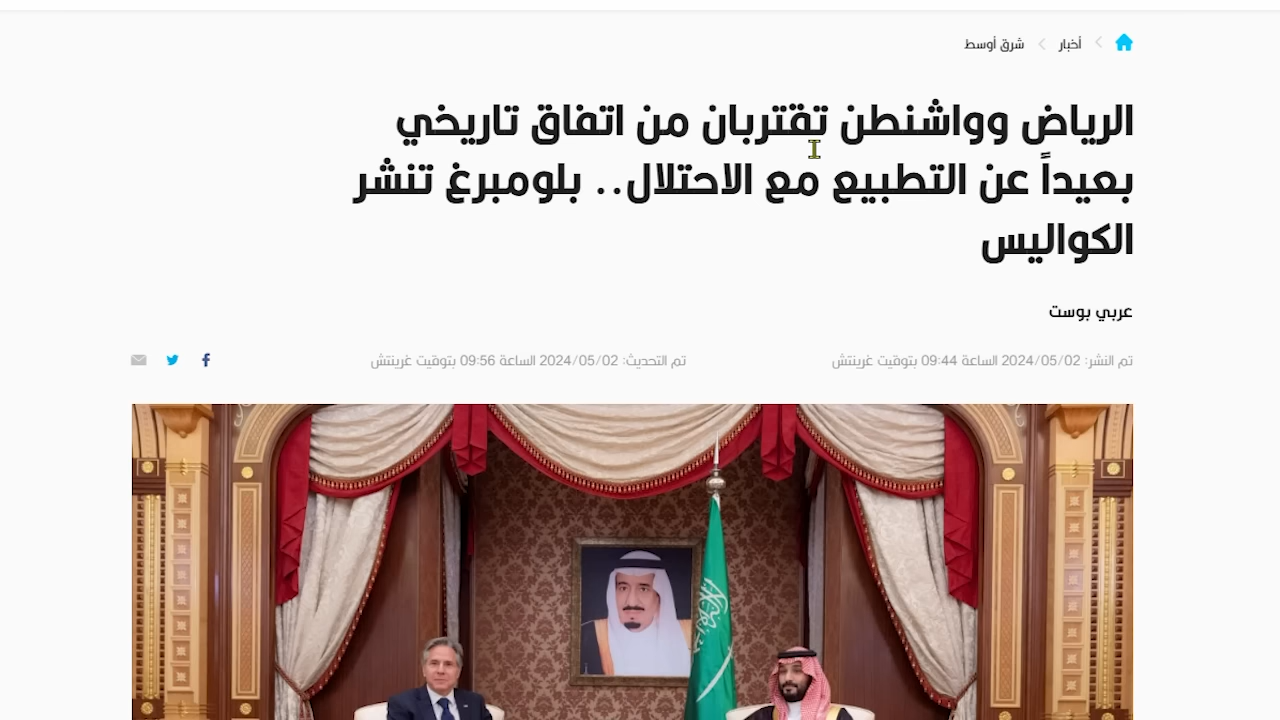 أخبار شرق أوسط
الرياض وواشنطن تقتربان من اتفاق تاريخي
بعيداً عن التطبيع مع الاحتلال.. بلومبرغ تنشر
الكواليس
عربي بوست
تم النشر: 2024/05/02 الساعة 09:44 بتوقيت غرينتش
تم التحديث: 2024/05/02 الساعة 09:56 بتوقيت غرينتش